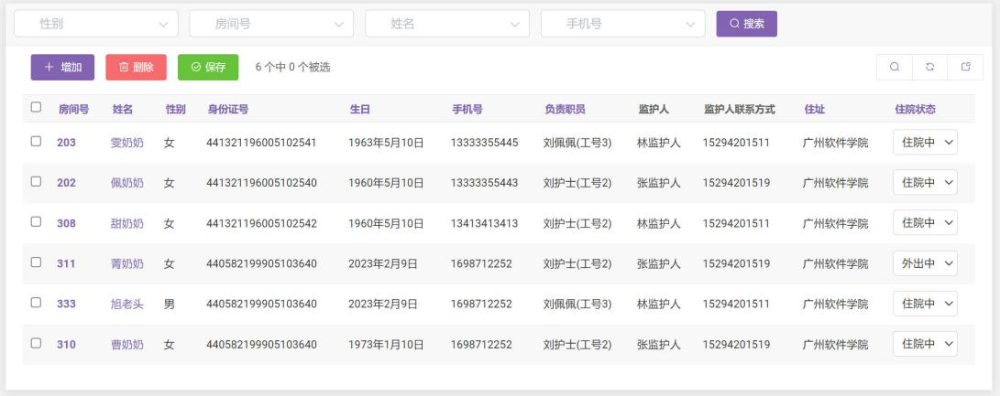 性别 房间号 姓名 手机号 搜索
增加 删除 保存 6 个中 0 个被选
房间号 姓名 性别 身份证号 生日 手机号 负责职员 监护人 监护人联系方式 住址 住院状态
203 雯奶奶 女 441321196005102541 1963年5月10日 13333355445 刘佩佩(工号3) 林监护人 15294201511 广州软件学院 住院中
202 佩奶奶 女 441321196005102540 1960年5月10日 13333355443 刘护士(工号2) 张监护人 15294201519 广州软件学院 住院中
308 甜奶奶 女 441321196005102542 1960年5月10日 13413413413 刘护士(工号2) 林监护人 15294201511 广州软件学院 住院中
311 菁奶奶 女 440582199905103640 2023年2月9日 1698712252 刘护士(工号2) 张监护人 15294201519 广州软件学院 外出中
333 旭老头 男 440582199905103640 2023年2月9日 1698712252 刘佩佩(工号3) 林监护人 15294201511 广州软件学院 住院中
310 曹奶奶 女 440582199905103640 1973年1月10日 1698712252 刘护士(工号2) 张监护人 15294201519 广州软件学院 住院中